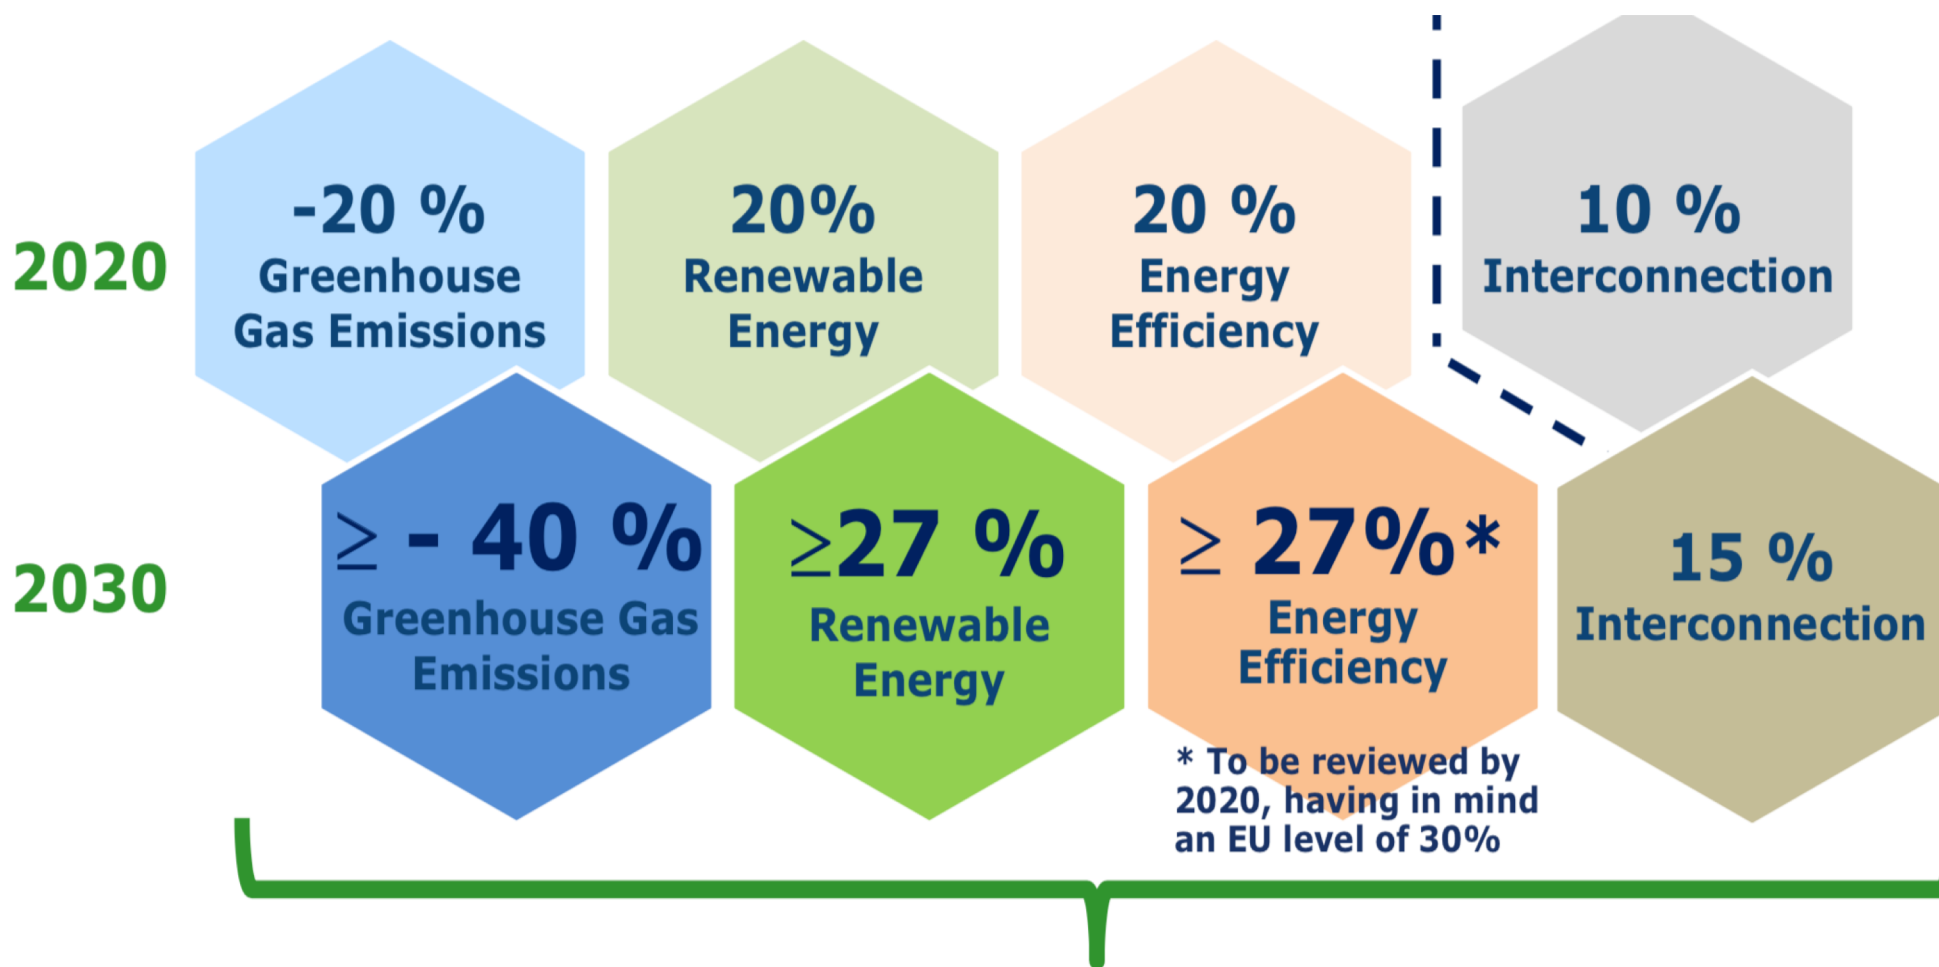 2020
-20 %
Greenhouse
Gas Emissions
20%
Renewable
Energy
20 %
Energy
Efficiency
10 %
Interconnection
2030
≥ - 40 %
Greenhouse Gas
Emissions
≥27 %
Renewable
Energy
≥ 27%*
Energy
Efficiency
* To be reviewed by
2020, having in mind
an EU level of 30%
15 %
Interconnection